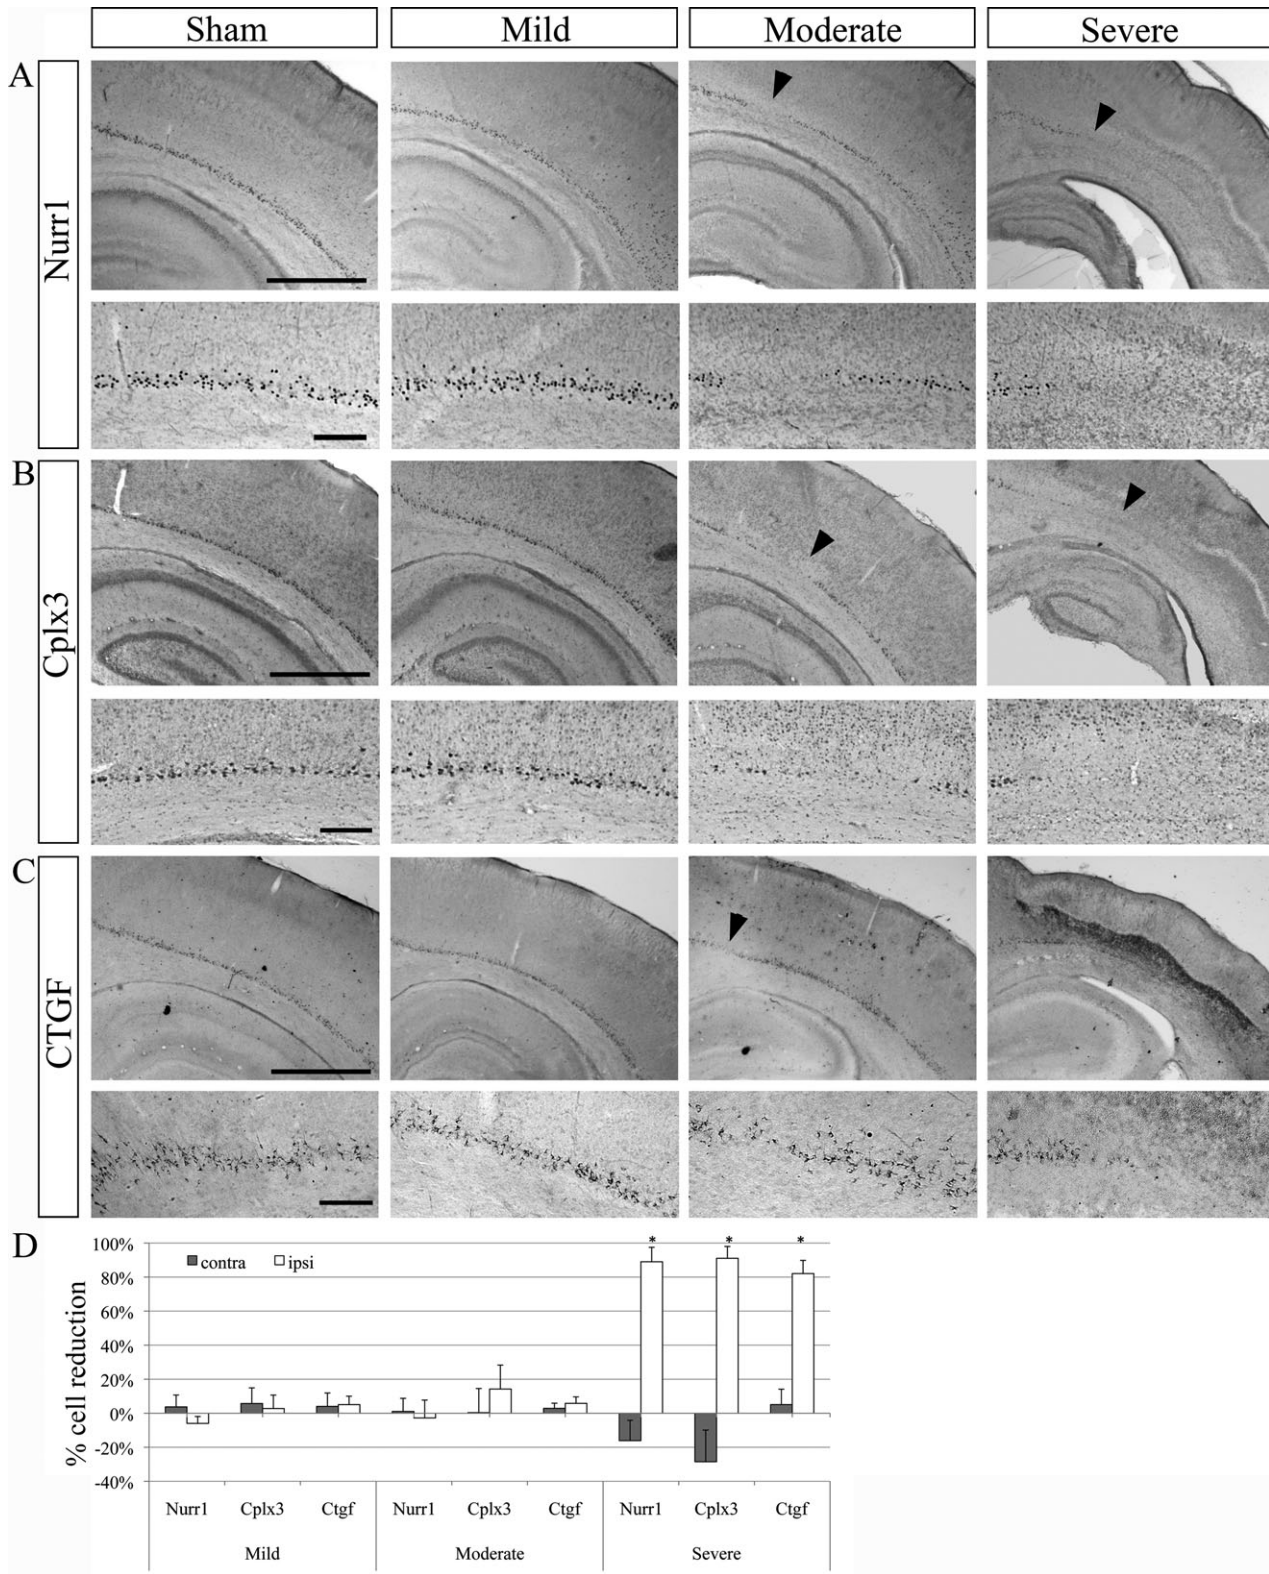 Sham Mild Moderate Severe
A
Nurr1
B
Cplx3
C
CTGF
D
100%
80%
60%
40%
20%
0%
-20%
-40%
% cell reduction
contra ipsi
* * *
Nurr1 Cplx3 Ctgf Nurr1 Cplx3 Ctgf Nurr1 Cplx3 Ctgf
Mild Moderate Severe